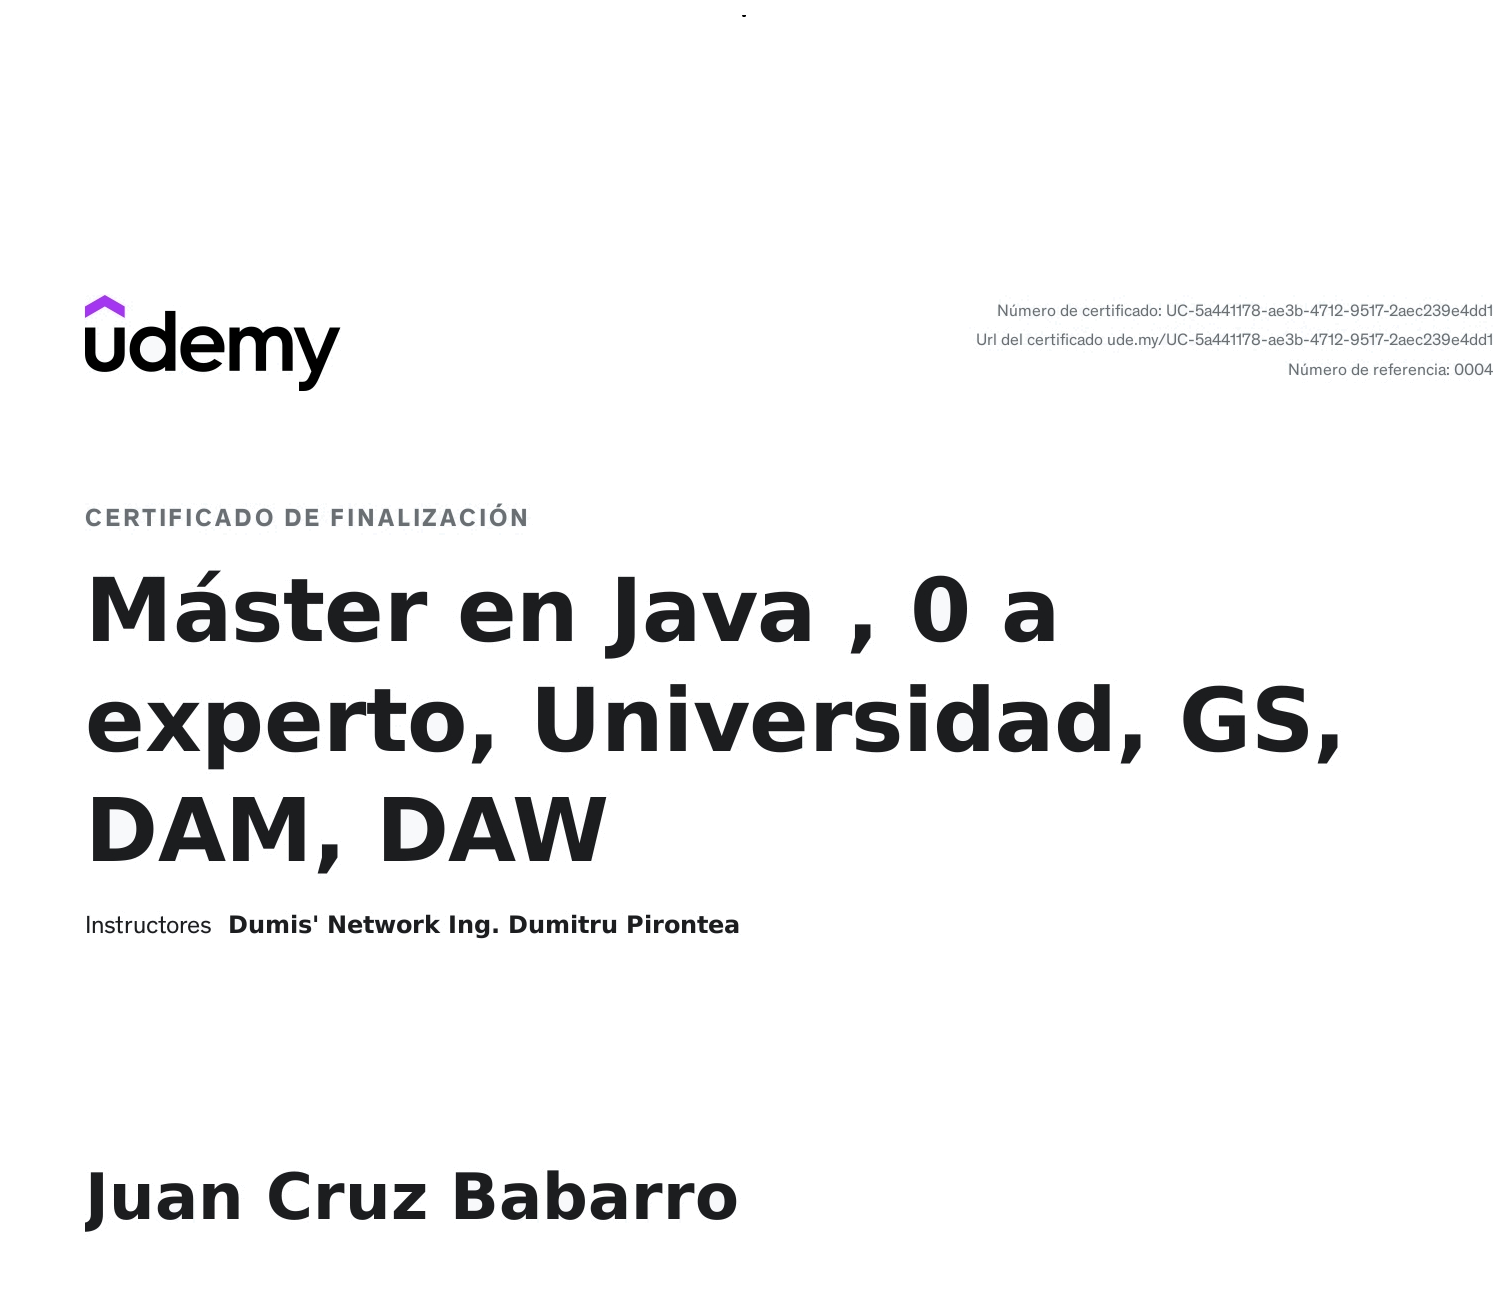 udemy
Número de certificado: UC-5a441178-ae3b-4712-9517-2aec239e4dd1
Url del certificado ude.my/UC-5a441178-ae3b-4712-9517-2aec239e4dd1
Número de referencia: 0004
CERTIFICADO DE FINALIZACIÓN
Máster en Java , 0 a
experto, Universidad, GS,
DAM, DAW
Instructores Dumis' Network Ing. Dumitru Pirontea
Juan Cruz Babarro